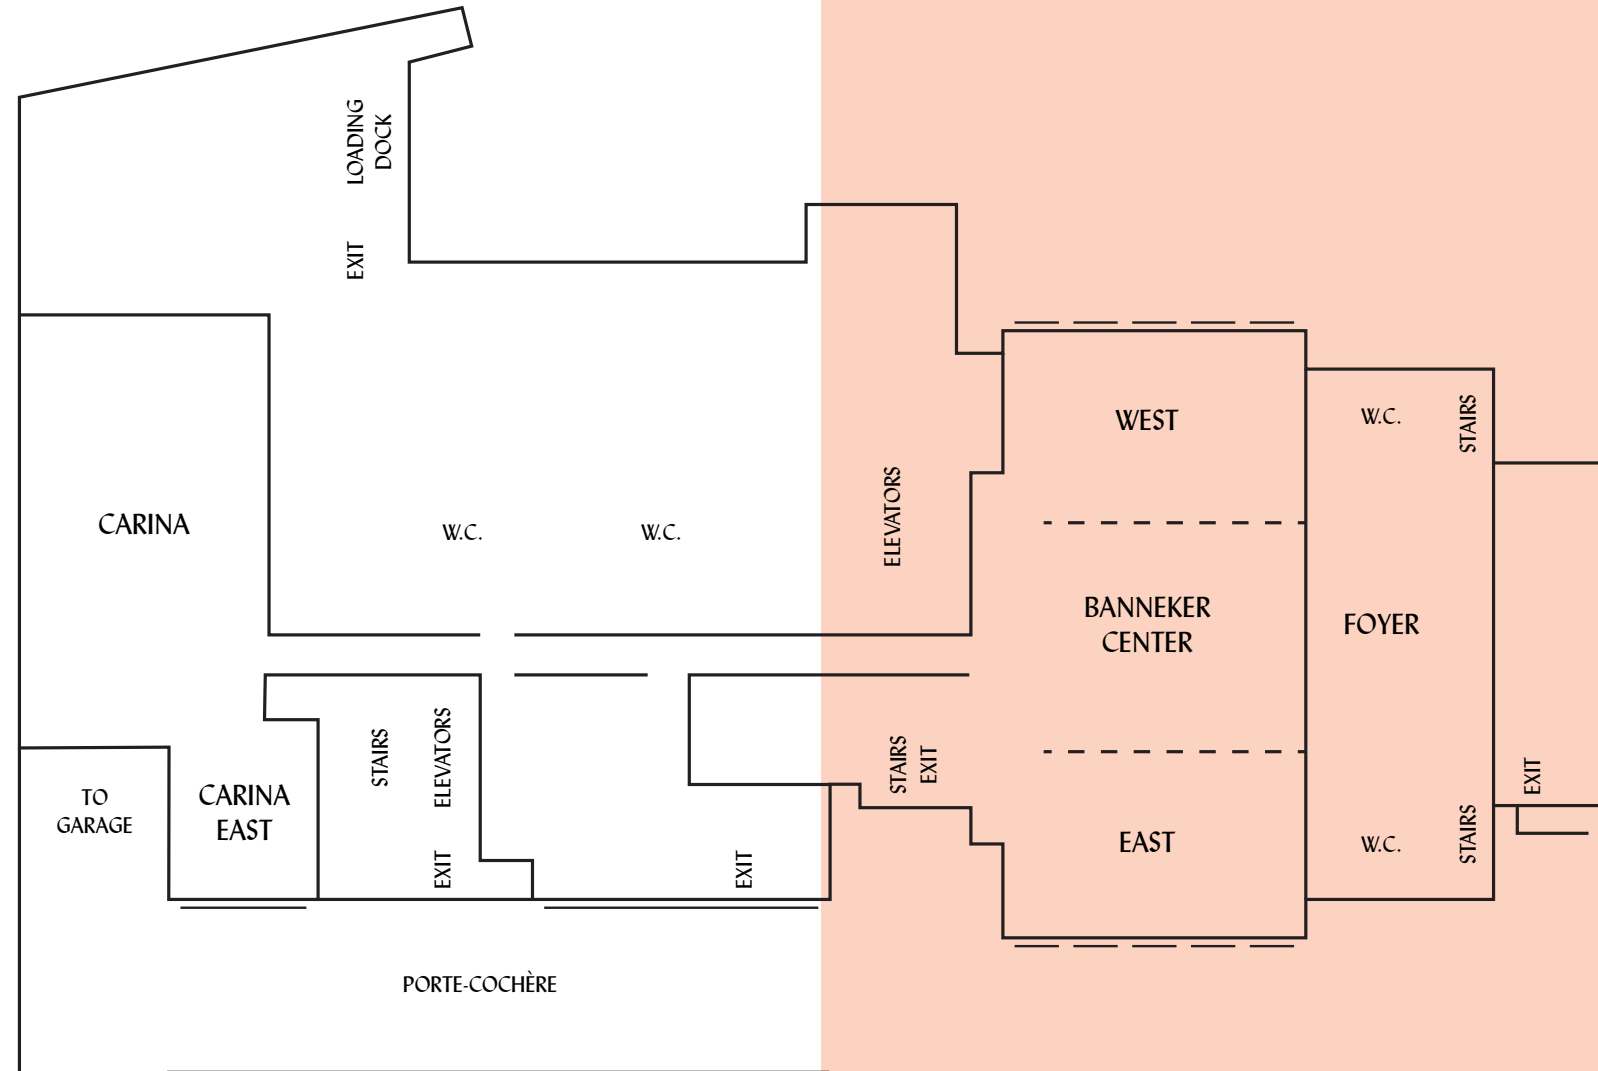 LOADING
DOCK
EXIT
CARINA
W.C.
W.C.
ELEVATORS
WEST
W.C.
STAIRS
BANNEKER
CENTER
FOYER
TO
GARAGE
CARINA
EAST
STAIRS
ELEVATORS
EXIT
EXIT
STAIRS
EXIT
EAST
W.C.
STAIRS
EXIT
PORTE-COCHÈRE